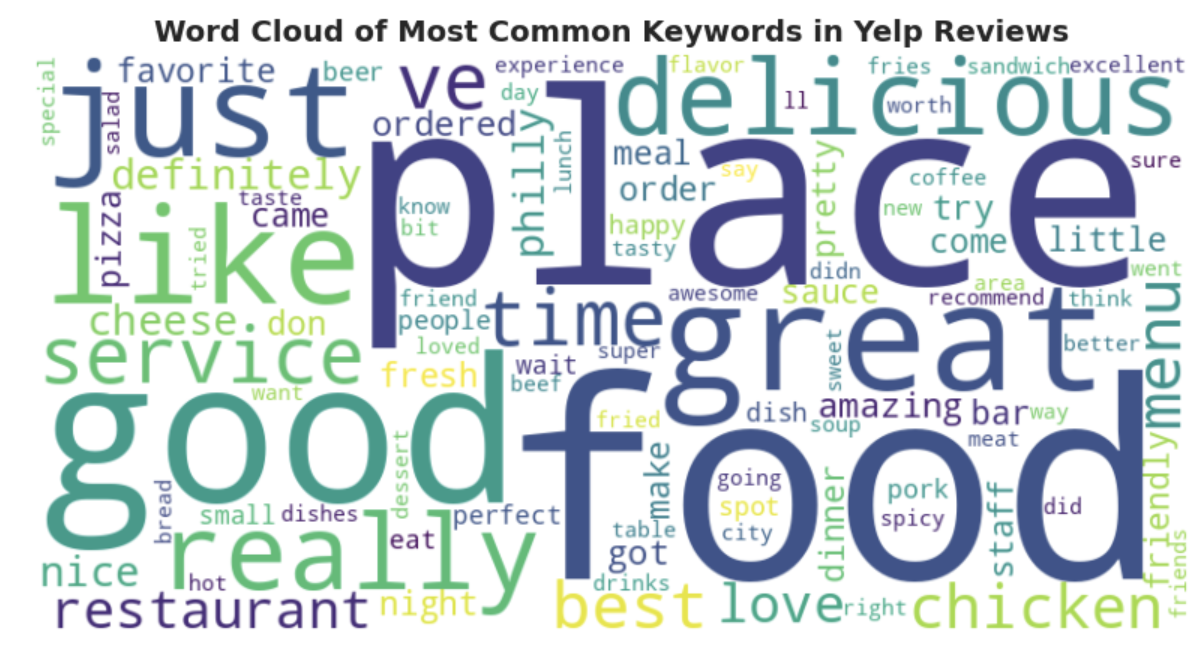 Word Cloud of Most Common Keywords in Yelp Reviews
special
just
favorite
salad
beer
ve
experience
day
ordered
delicious
flavor
ll
fries
worth
sandwich
excellent
definitely
philly
lunch
place
meal
say
order
pretty
coffee
sure
pizza
taste
came
know
bit
happy
tasty
new
try
come
little
like
tried
didn
area
went
friend
people
time
awesome
sauce
recommend
think
menu
cheese.
don
service
loved
fresh
wait
super
beef
great
sweet
better
want
good
fried
dish
soup
amazing
bar
way
meat
food
dessert
bread
make
going
spot
city
dinner
pork
spicy
staff
did
friendly
friends
small
dishes
perfect
really
eat
table
got
drinks
nice
hot
restaurant
night
best
love
right
chicken